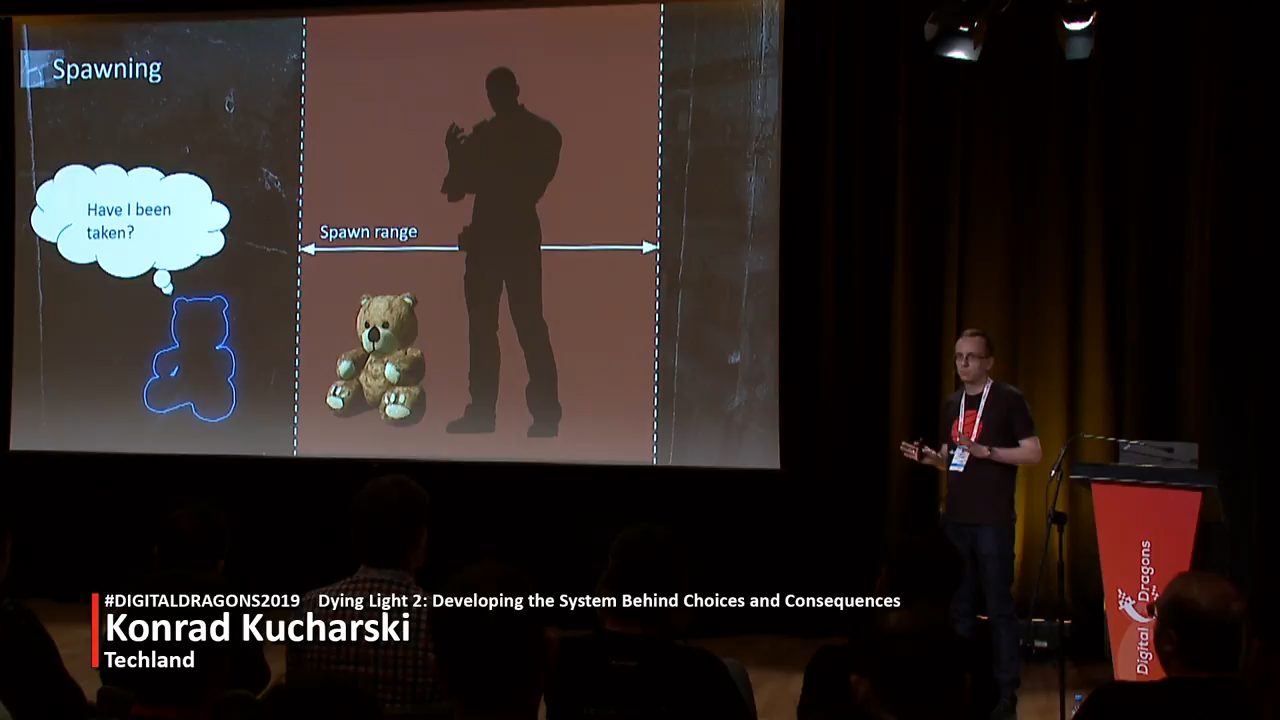 Spawning
Have I been
taken?
Spawn range
Digital Dragons
#DIGITALDRAGONS2019 Dying Light 2: Developing the System Behind Choices and Consequences
Konrad Kucharski
Techland